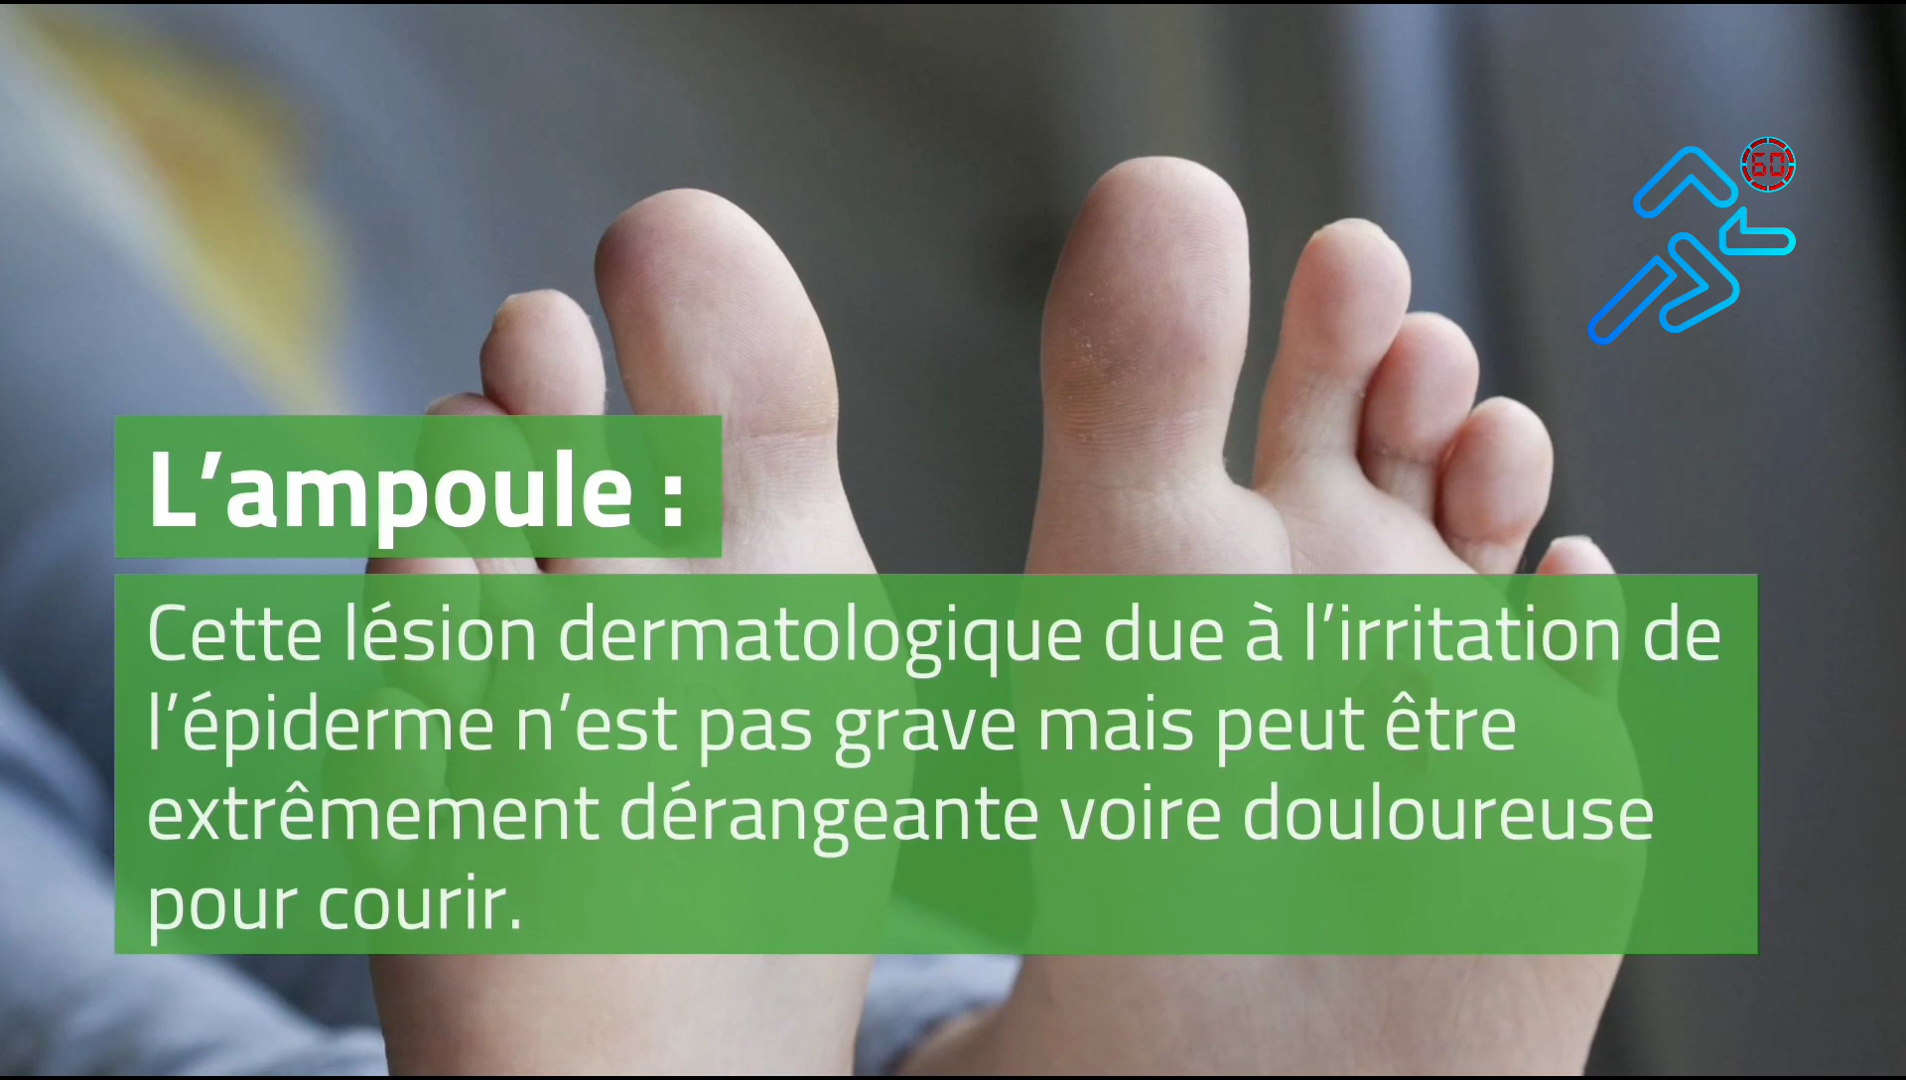 60
L’ampoule :
Cette lésion dermatologique due à l’irritation de
l’épiderme n’est pas grave mais peut être
extrêmement dérangeante voire douloureuse
pour courir.